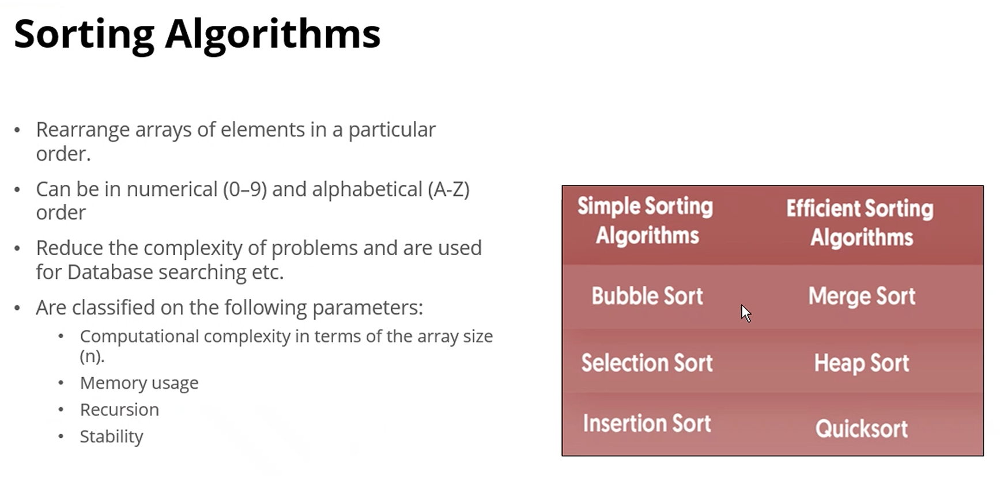 Sorting Algorithms
• Rearrange arrays of elements in a particular
order.
• Can be in numerical (0–9) and alphabetical (A-Z)
order
• Reduce the complexity of problems and are used
for Database searching etc.
• Are classified on the following parameters:
• Computational complexity in terms of the array size
(n).
• Memory usage
• Recursion
• Stability
Simple Sorting
Algorithms
Efficient Sorting
Algorithms
Bubble Sort
Merge Sort
Selection Sort
Heap Sort
Insertion Sort
Quicksort